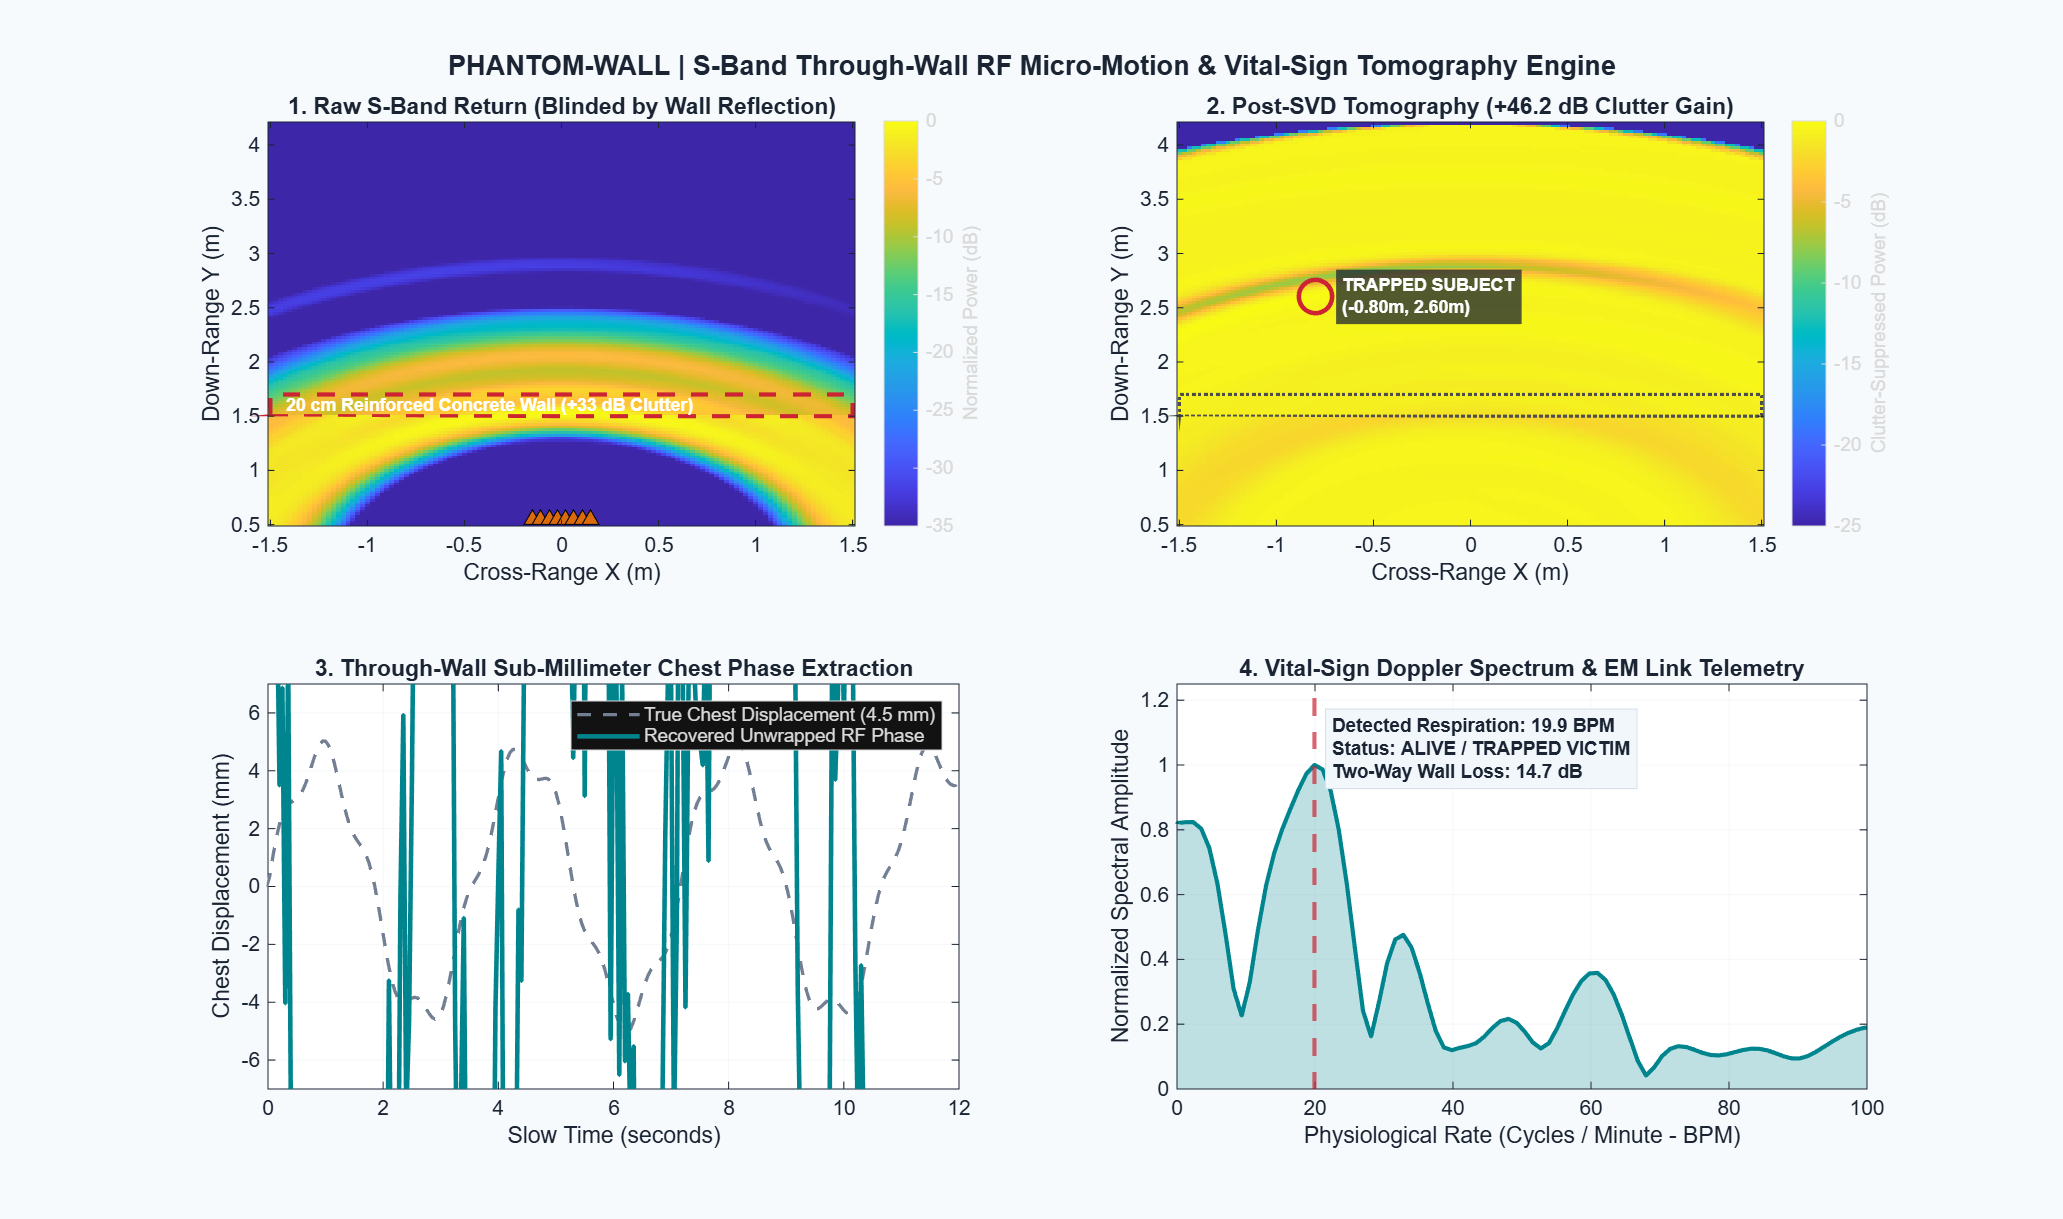 PHANTOM-WALL | S-Band Through-Wall RF Micro-Motion & Vital-Sign Tomography Engine
1. Raw S-Band Return (Blinded by Wall Reflection)
4
3.5
3
2.5
2
1.5
1
0.5
Down-Range Y (m)
20 cm Reinforced Concrete Wall (+33 dB Clutter)
-1.5 -1 -0.5 0 0.5 1 1.5
Cross-Range X (m)
0
-5
-10
-15
-20
-25
-30
-35
Normalized Power (dB)
2. Post-SVD Tomography (+46.2 dB Clutter Gain)
4
3.5
3
2.5
2
1.5
1
0.5
Down-Range Y (m)
TRAPPED SUBJECT
(-0.80m, 2.60m)
-1.5 -1 -0.5 0 0.5 1 1.5
Cross-Range X (m)
0
-5
-10
-15
-20
-25
Clutter-Suppressed Power (dB)
3. Through-Wall Sub-Millimeter Chest Phase Extraction
6
4
2
0
-2
-4
-6
Chest Displacement (mm)
True Chest Displacement (4.5 mm)
Recovered Unwrapped RF Phase
0 2 4 6 8 10 12
Slow Time (seconds)
4. Vital-Sign Doppler Spectrum & EM Link Telemetry
1.2
1
0.8
0.6
0.4
0.2
0
Normalized Spectral Amplitude
Detected Respiration: 19.9 BPM
Status: ALIVE / TRAPPED VICTIM
Two-Way Wall Loss: 14.7 dB
0 20 40 60 80 100
Physiological Rate (Cycles / Minute - BPM)